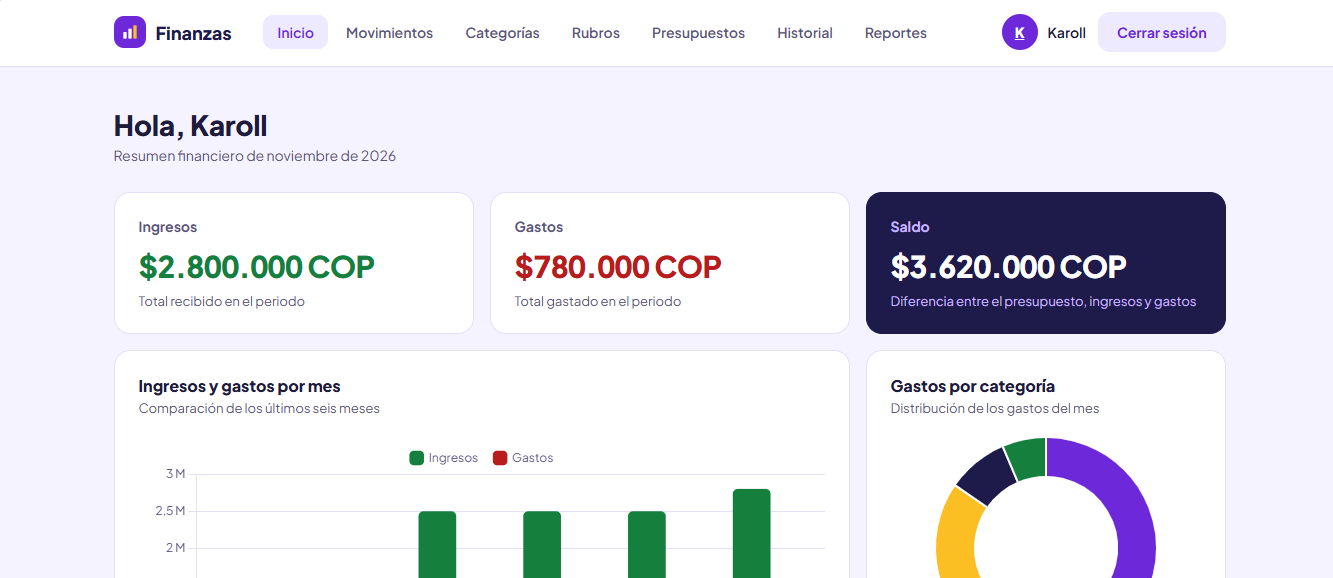 Finanzas
Inicio
Movimientos
Categorías
Rubros
Presupuestos
Historial
Reportes
K
Karoll
Cerrar sesión
Hola, Karoll
Resumen financiero de noviembre de 2026
Ingresos
$2.800.000 COP
Total recibido en el periodo
Gastos
$780.000 COP
Total gastado en el periodo
Saldo
$3.620.000 COP
Diferencia entre el presupuesto, ingresos y gastos
Ingresos y gastos por mes
Comparación de los últimos seis meses
Ingresos
Gastos
3 M
2,5 M
2 M
Gastos por categoría
Distribución de los gastos del mes